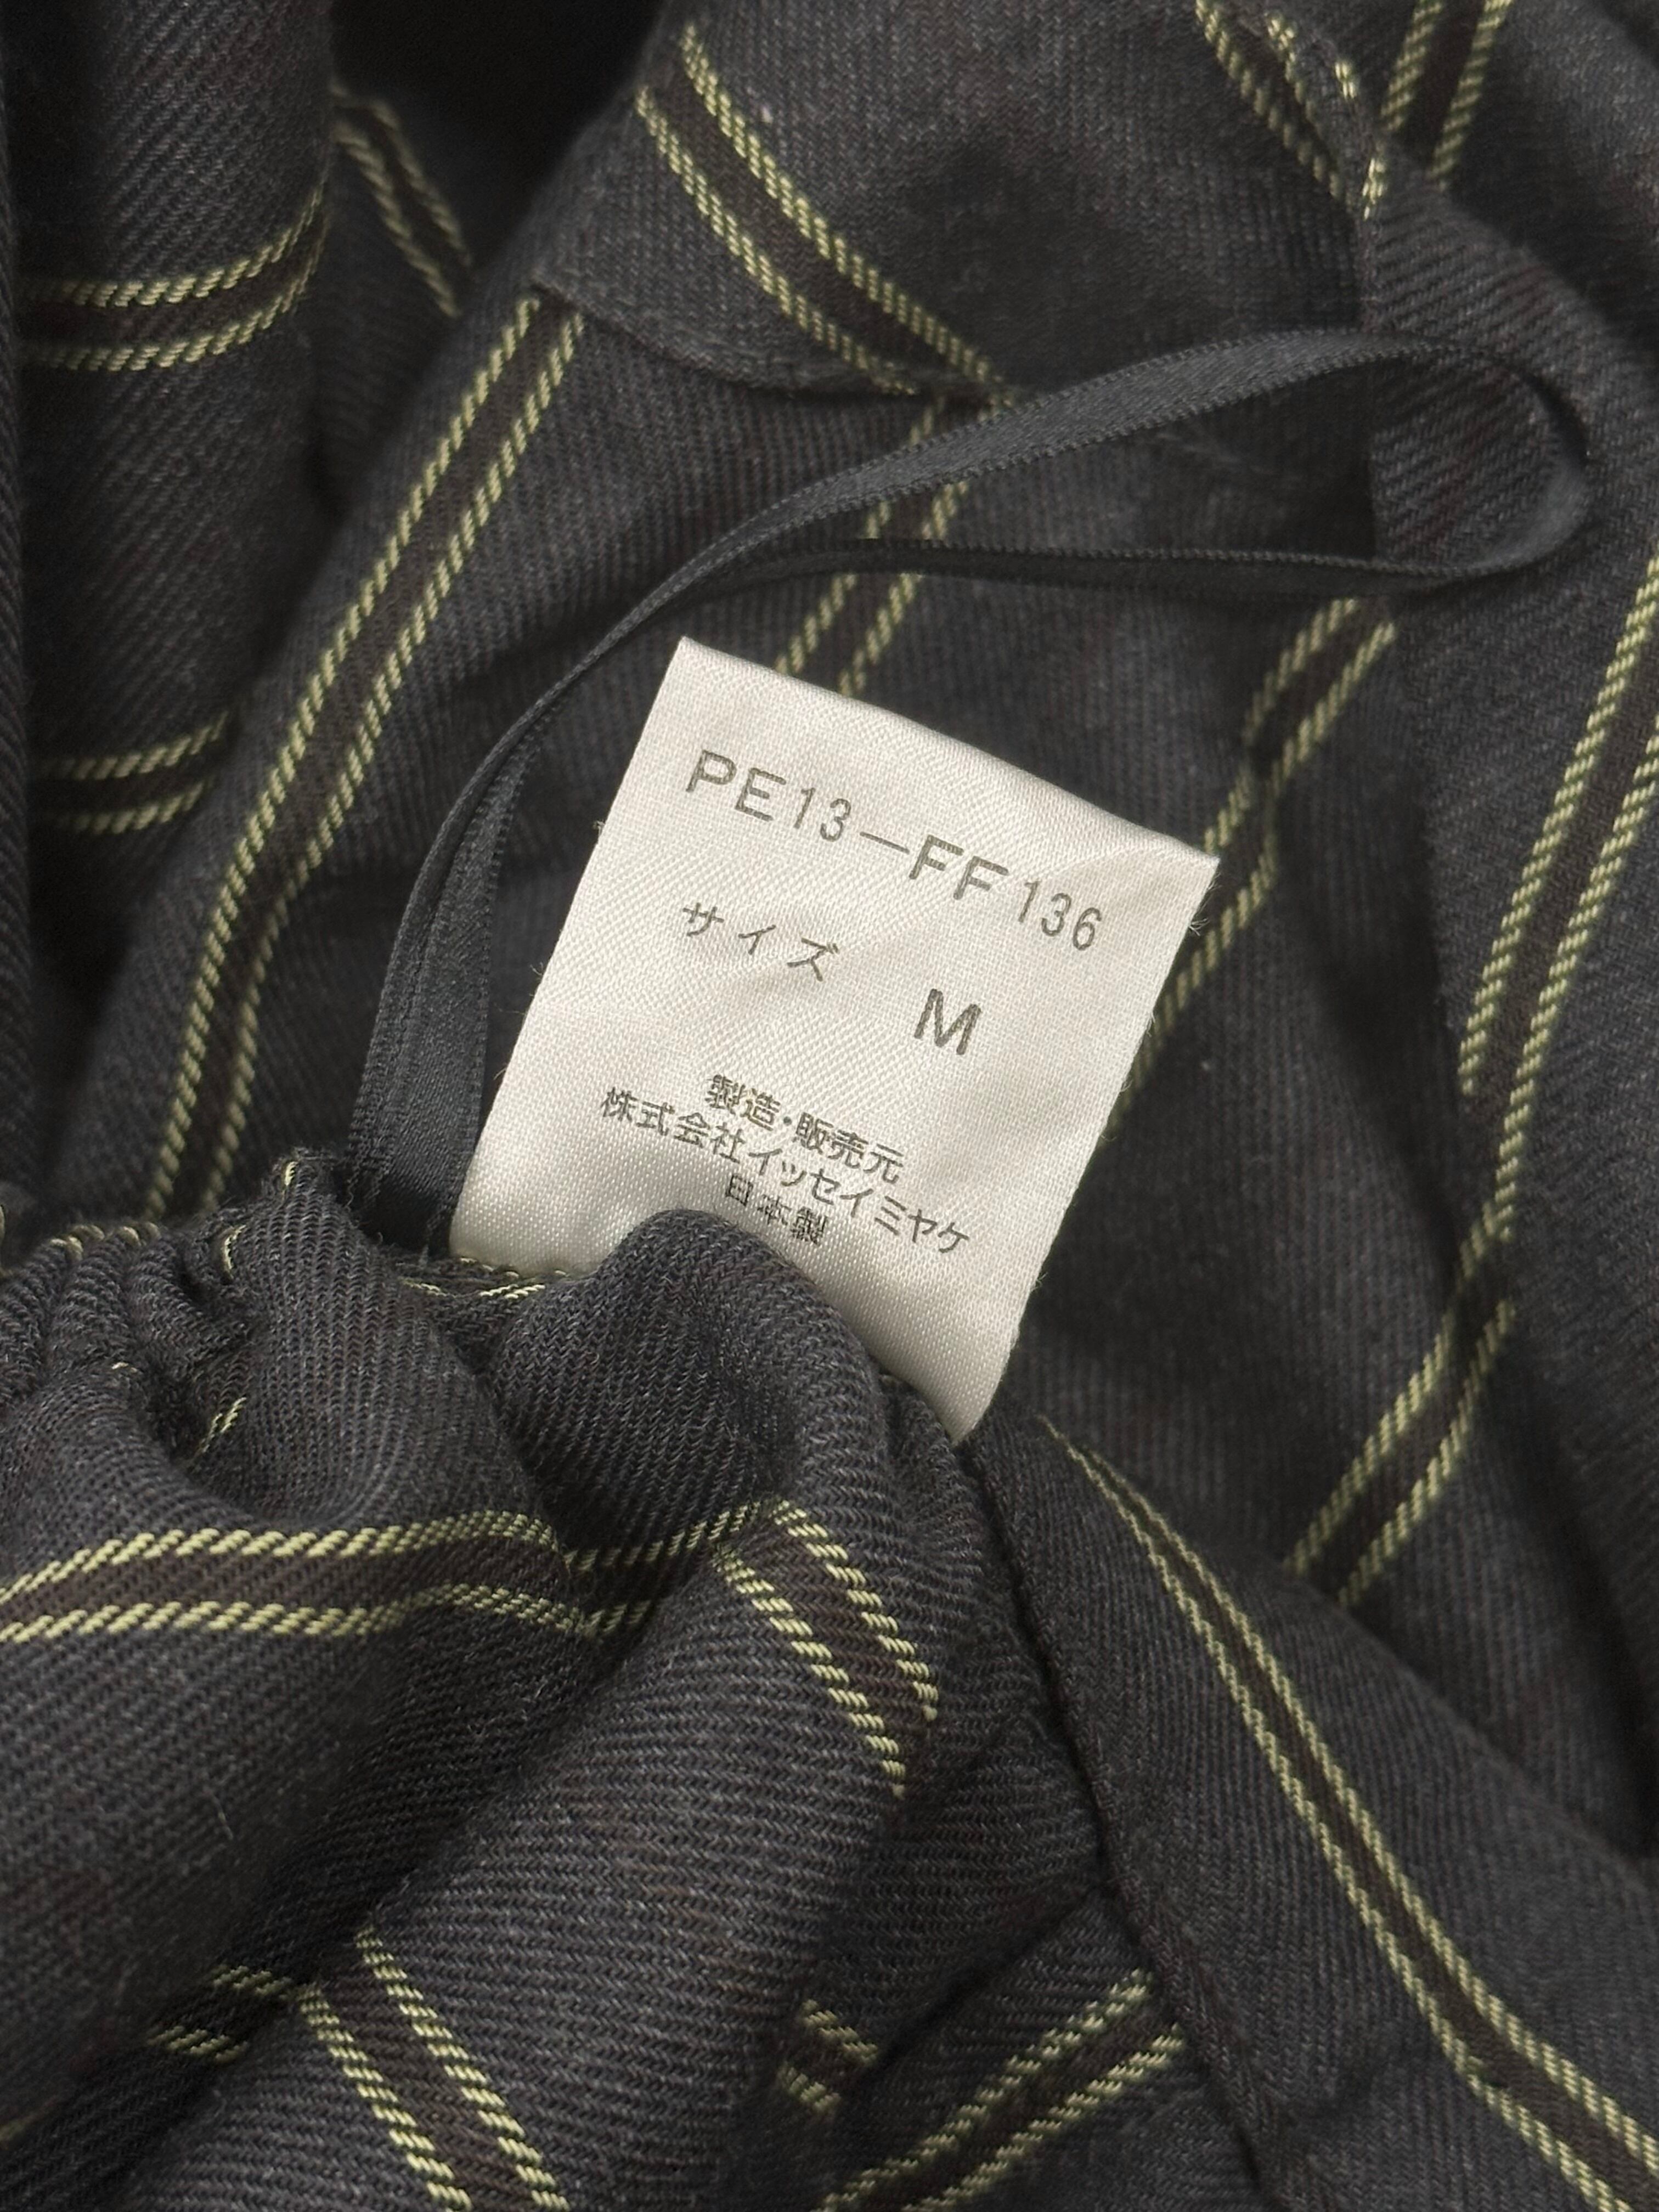 PE13-FF136
サイズ
M
製造・販売元
株式会社イッセイミヤケ
日本製